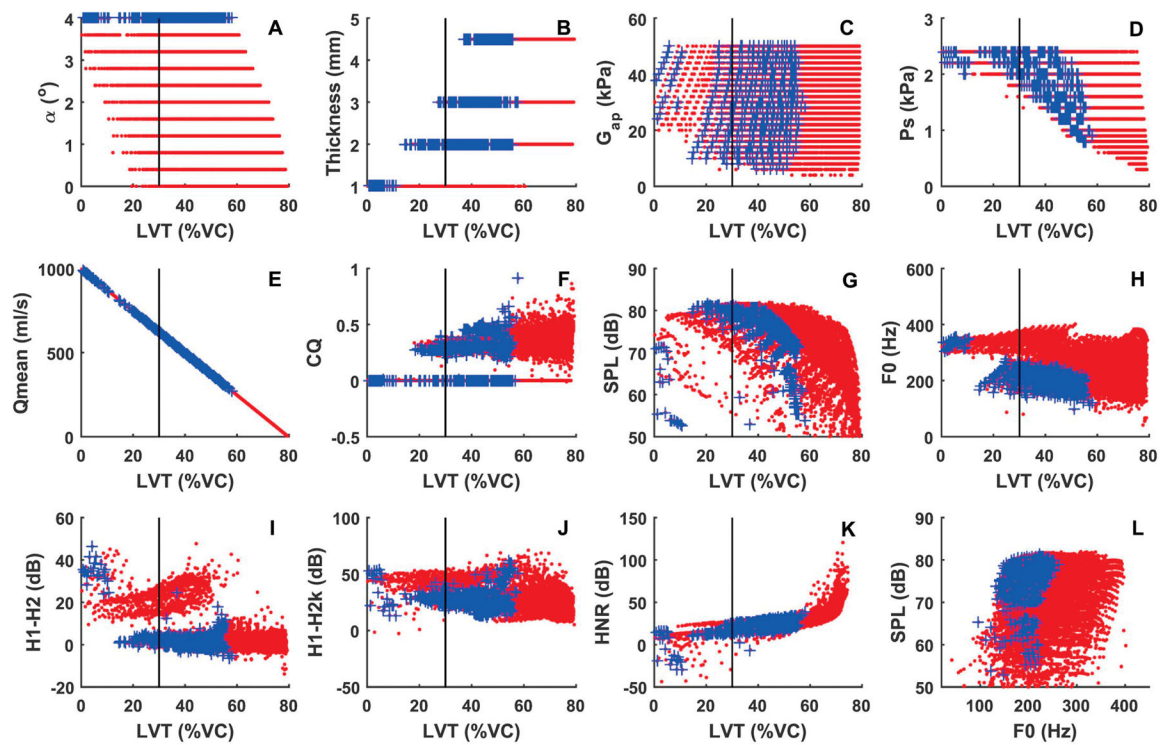 A
α (°)
4
3
2
1
0
0 20 40 60 80
LVT (%VC)
B
Thickness (mm)
5
4
3
2
1
0 20 40 60 80
LVT (%VC)
C
G_ap (kPa)
60
40
20
0
0 20 40 60 80
LVT (%VC)
D
Ps (kPa)
3
2
1
0
0 20 40 60 80
LVT (%VC)
E
Qmean (ml/s)
1000
500
0
0 20 40 60 80
LVT (%VC)
F
CQ
1
0.5
0
-0.5
0 20 40 60 80
LVT (%VC)
G
SPL (dB)
90
80
70
60
50
0 20 40 60 80
LVT (%VC)
H
F0 (Hz)
600
400
200
0
0 20 40 60 80
LVT (%VC)
I
H1-H2 (dB)
60
40
20
0
-20
0 20 40 60 80
LVT (%VC)
J
H1-H2k (dB)
100
50
0
-50
0 20 40 60 80
LVT (%VC)
K
HNR (dB)
150
100
50
0
-50
0 20 40 60 80
LVT (%VC)
L
SPL (dB)
90
80
70
60
50
100 200 300 400
F0 (Hz)